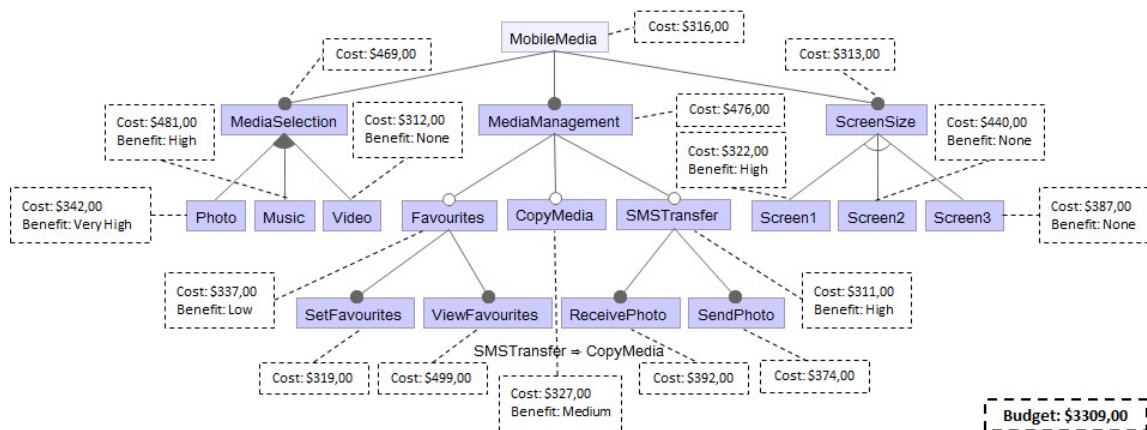 MobileMedia
Cost: $316,00
Cost: $469,00
Cost: $313,00
MediaSelection
MediaManagement
ScreenSize
Cost: $481,00
Benefit: High
Cost: $312,00
Benefit: None
Cost: $476,00
Cost: $322,00
Benefit: High
Cost: $440,00
Benefit: None
Cost: $342,00
Benefit: Very High
Photo
Music
Video
Favourites
CopyMedia
SMSTransfer
Screen1
Screen2
Screen3
Cost: $387,00
Benefit: None
Cost: $337,00
Benefit: Low
SetFavourites
ViewFavourites
ReceivePhoto
SendPhoto
Cost: $311,00
Benefit: High
SMSTransfer ⇒ CopyMedia
Cost: $319,00
Cost: $499,00
Cost: $327,00
Benefit: Medium
Cost: $392,00
Cost: $374,00
Budget: $3309,00